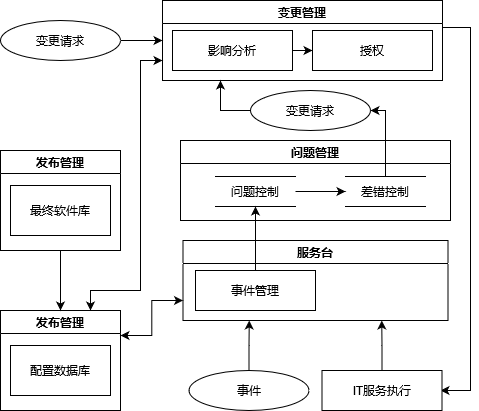 变更管理
变更请求
影响分析
授权
变更请求
问题管理
发布管理
问题控制
差错控制
最终软件库
服务台
事件管理
发布管理
配置数据库
事件
IT服务执行